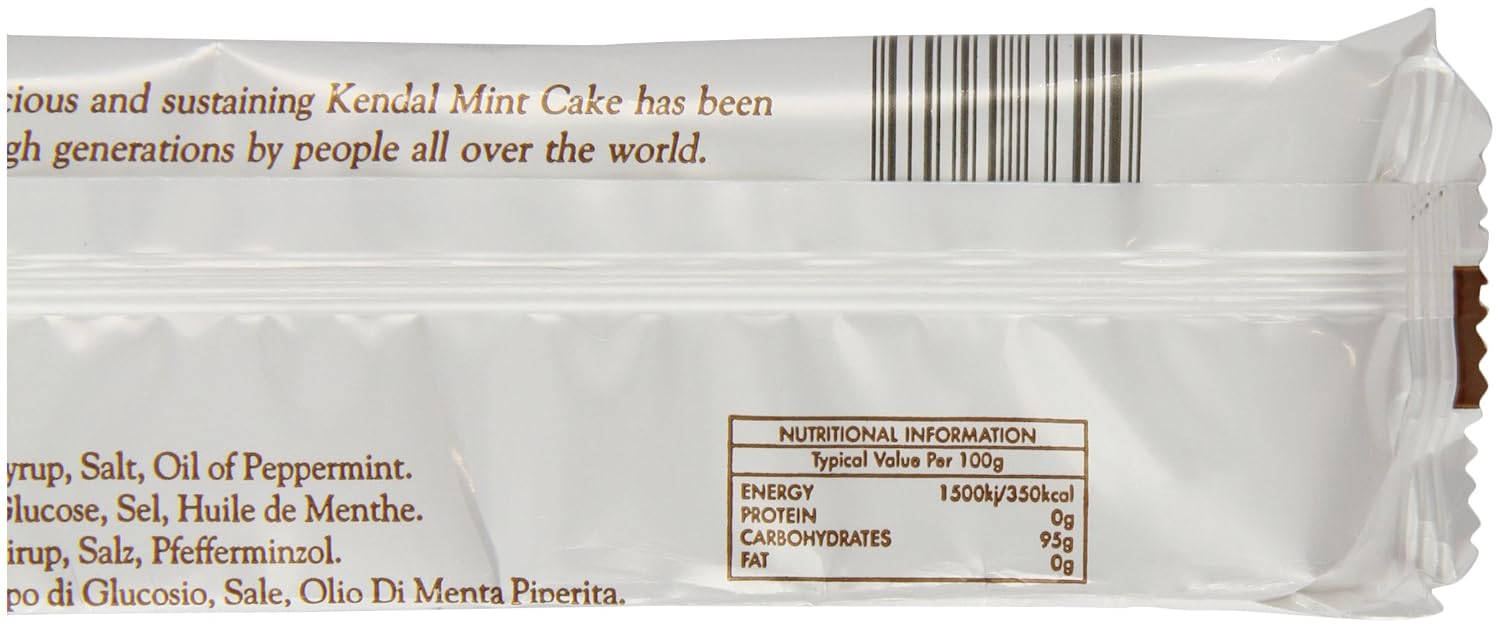 cious and sustaining Kendal Mint Cake has been
gh generations by people all over the world.
yrup, Salt, Oil of Peppermint.
Glucose, Sel, Huile de Menthe.
irup, Salz, Pfefferminzol.
po di Glucosio, Sale, Olio Di Menta Piperita.
NUTRITIONAL INFORMATION
Typical Value Per 100g
ENERGY 1500kj/350kcal
PROTEIN 0g
CARBOHYDRATES 95g
FAT 0g